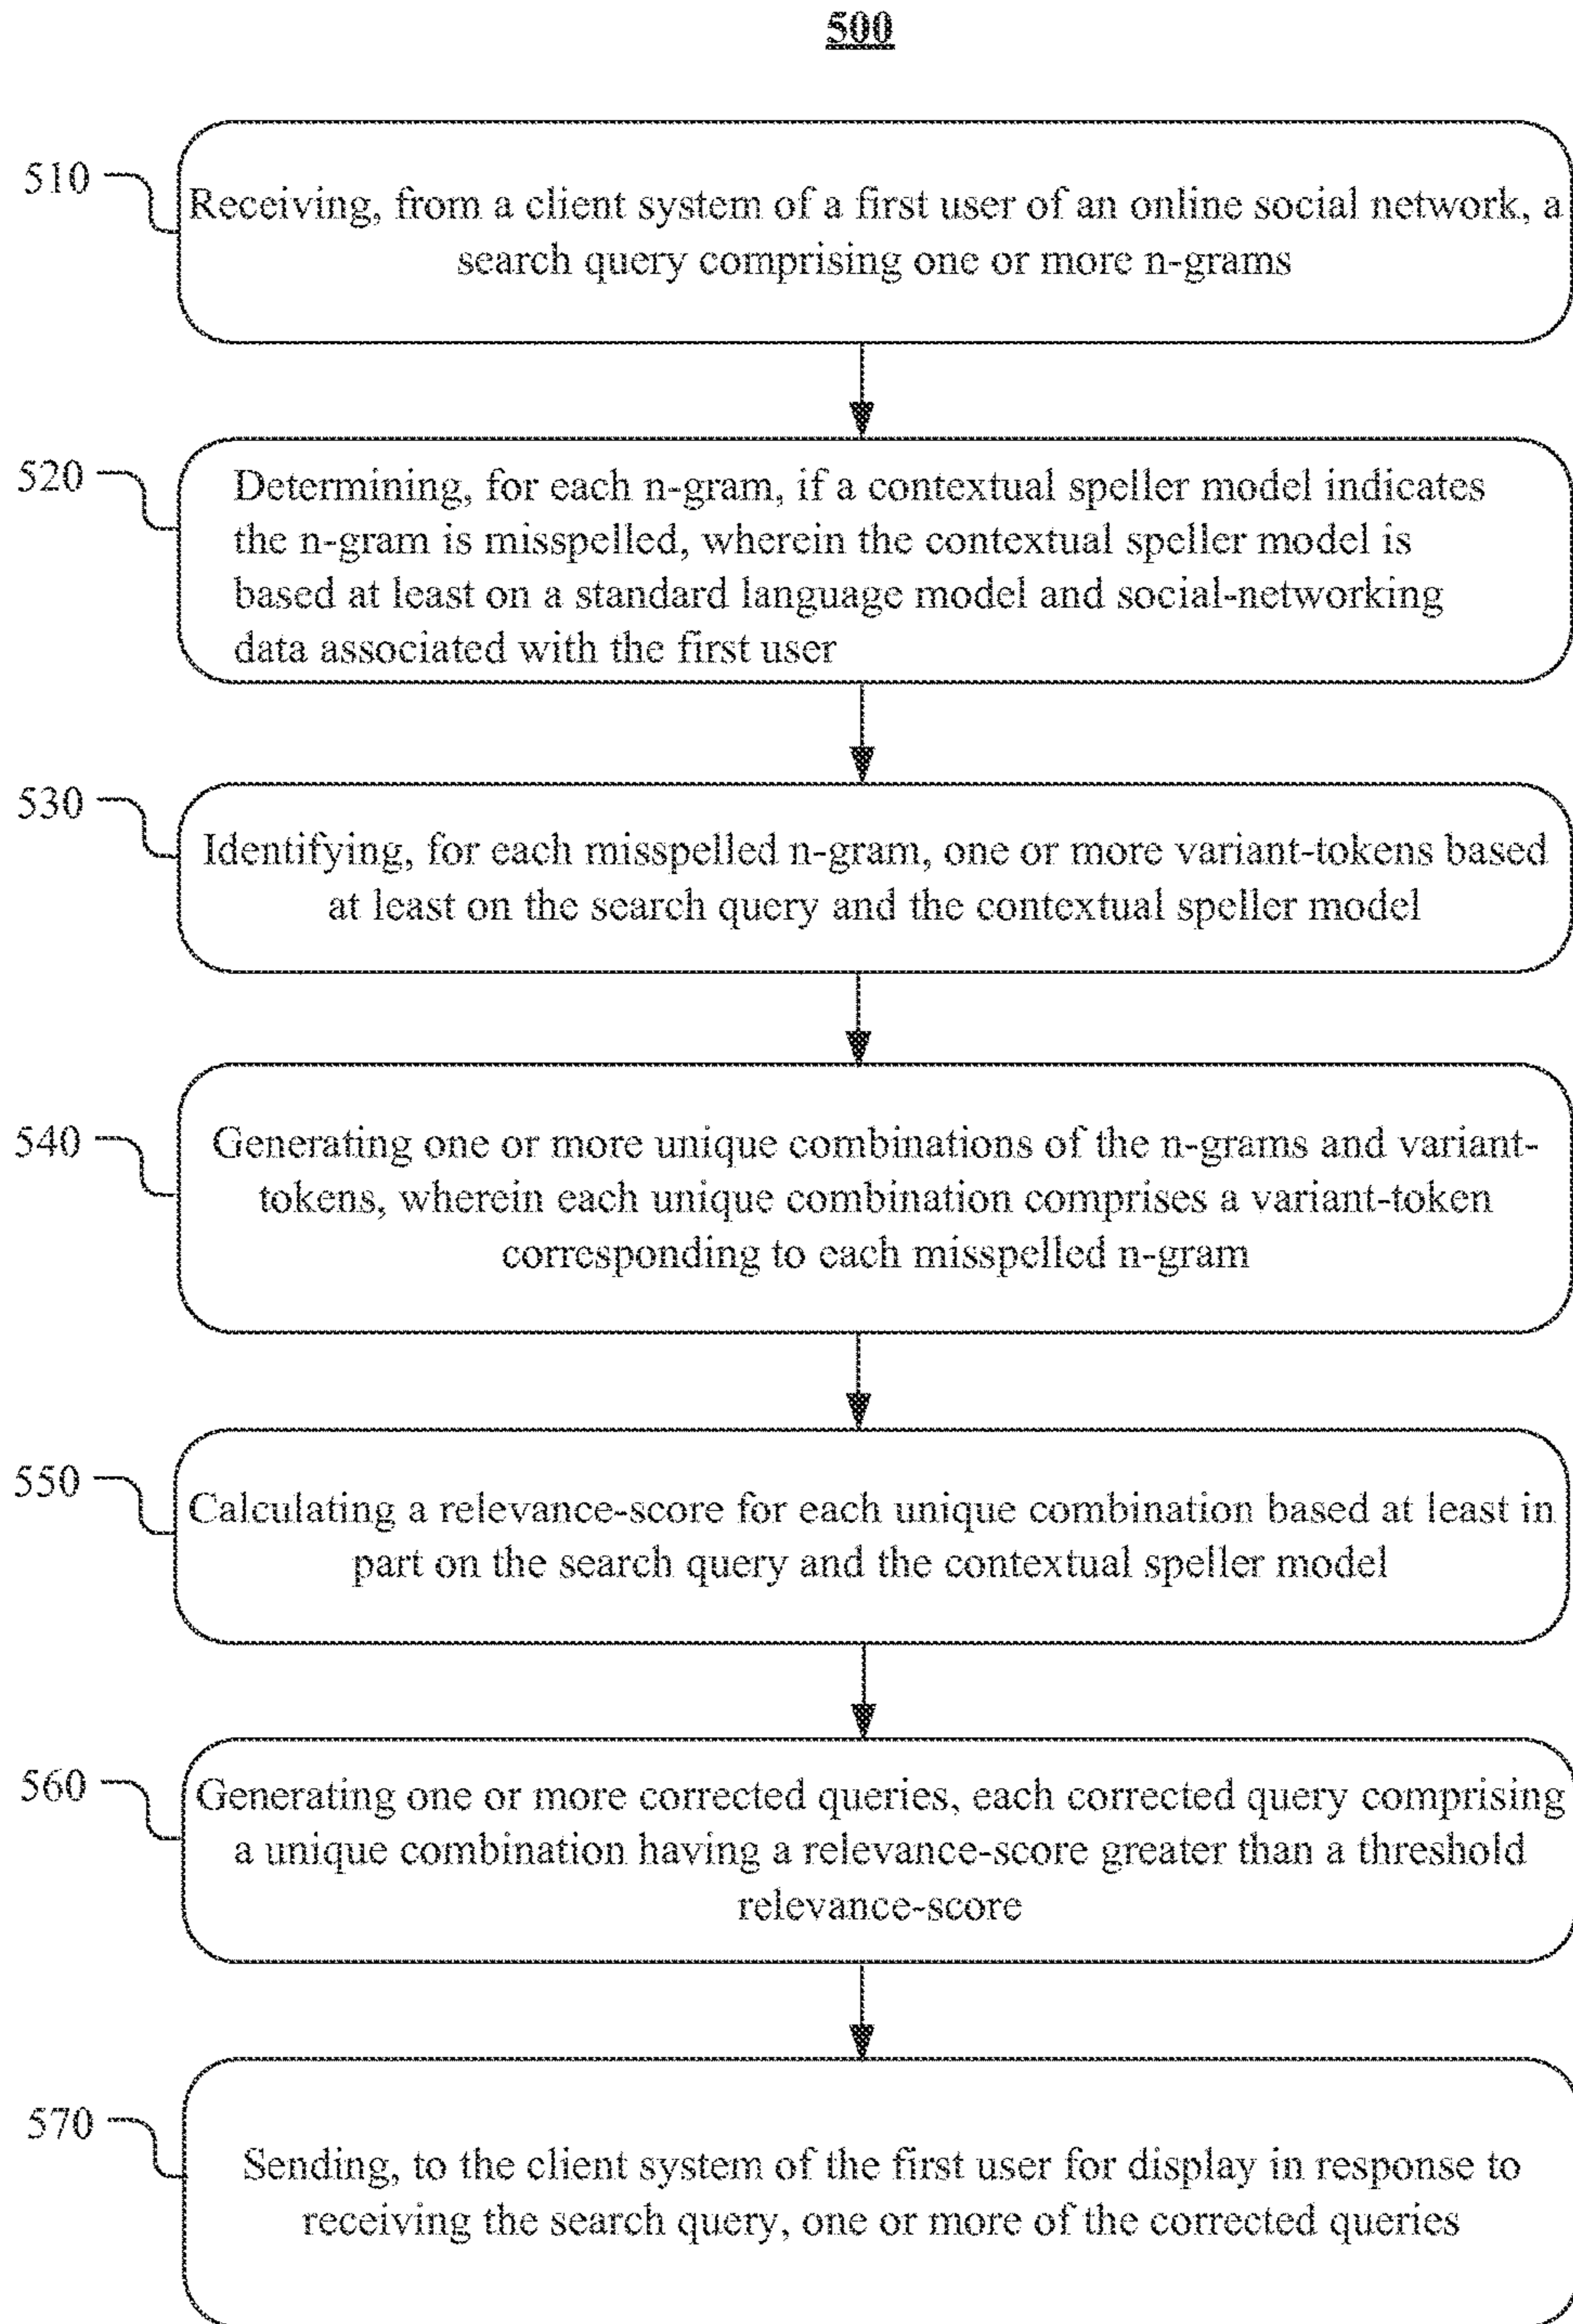 500
510
Receiving, from a client system of a first user of an online social network, a
search query comprising one or more n-grams
520
Determining, for each n-gram, if a contextual speller model indicates
the n-gram is misspelled, wherein the contextual speller model is
based at least on a standard language model and social-networking
data associated with the first user
530
Identifying, for each misspelled n-gram, one or more variant-tokens based
at least on the search query and the contextual speller model
540
Generating one or more unique combinations of the n-grams and variant-
tokens, wherein each unique combination comprises a variant-token
corresponding to each misspelled n-gram
550
Calculating a relevance-score for each unique combination based at least in
part on the search query and the contextual speller model
560
Generating one or more corrected queries, each corrected query comprising
a unique combination having a relevance-score greater than a threshold
relevance-score
570
Sending, to the client system of the first user for display in response to
receiving the search query, one or more of the corrected queries